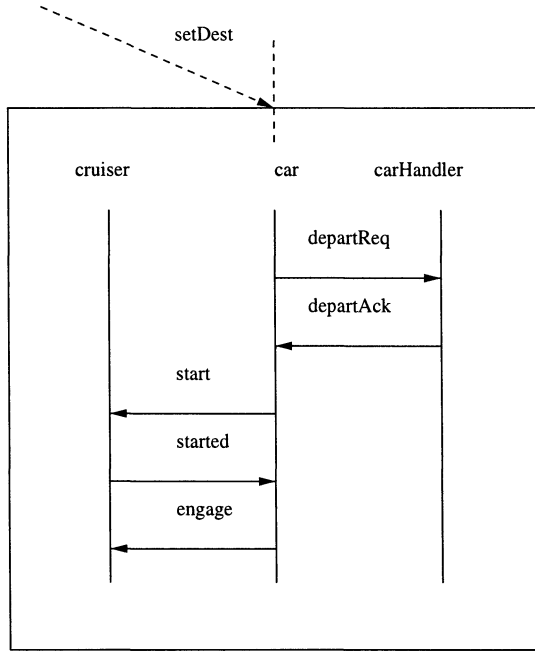 setDest
cruiser car carHandler
departReq
departAck
start
started
engage